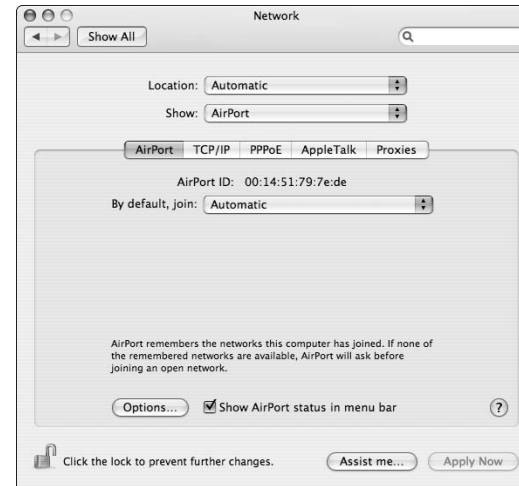 Network
Show All
Location: Automatic
Show: AirPort
AirPort TCP/IP PPPoE AppleTalk Proxies
AirPort ID: 00:14:51:79:7e:de
By default, join: Automatic
AirPort remembers the networks this computer has joined. If none of
the remembered networks are available, AirPort will ask before
joining an open network.
Options... Show AirPort status in menu bar ?
Click the lock to prevent further changes. Assist me... Apply Now